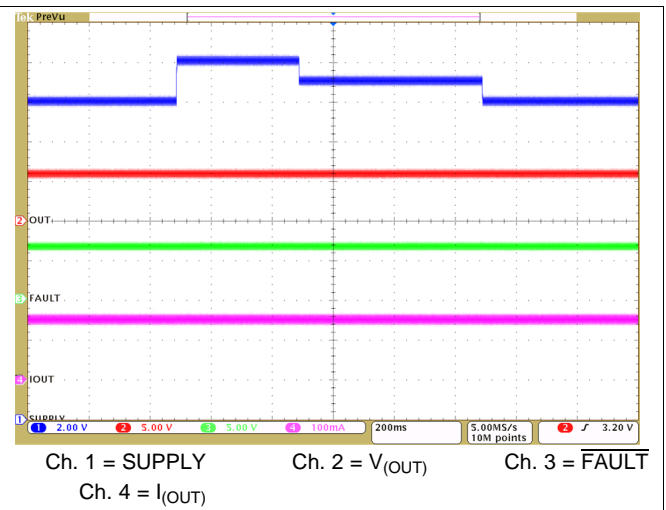 Tek PreVu
2 OUT
3 FAULT
4 IOUT
1 SUPPLY
1 2.00 V 2 5.00 V 3 5.00 V 4 100mA 200ms 5.00MS/s 2 ʃ 3.20 V
10M points
Ch. 1 = SUPPLY Ch. 2 = V(OUT) Ch. 3 = FAULT
Ch. 4 = I(OUT)